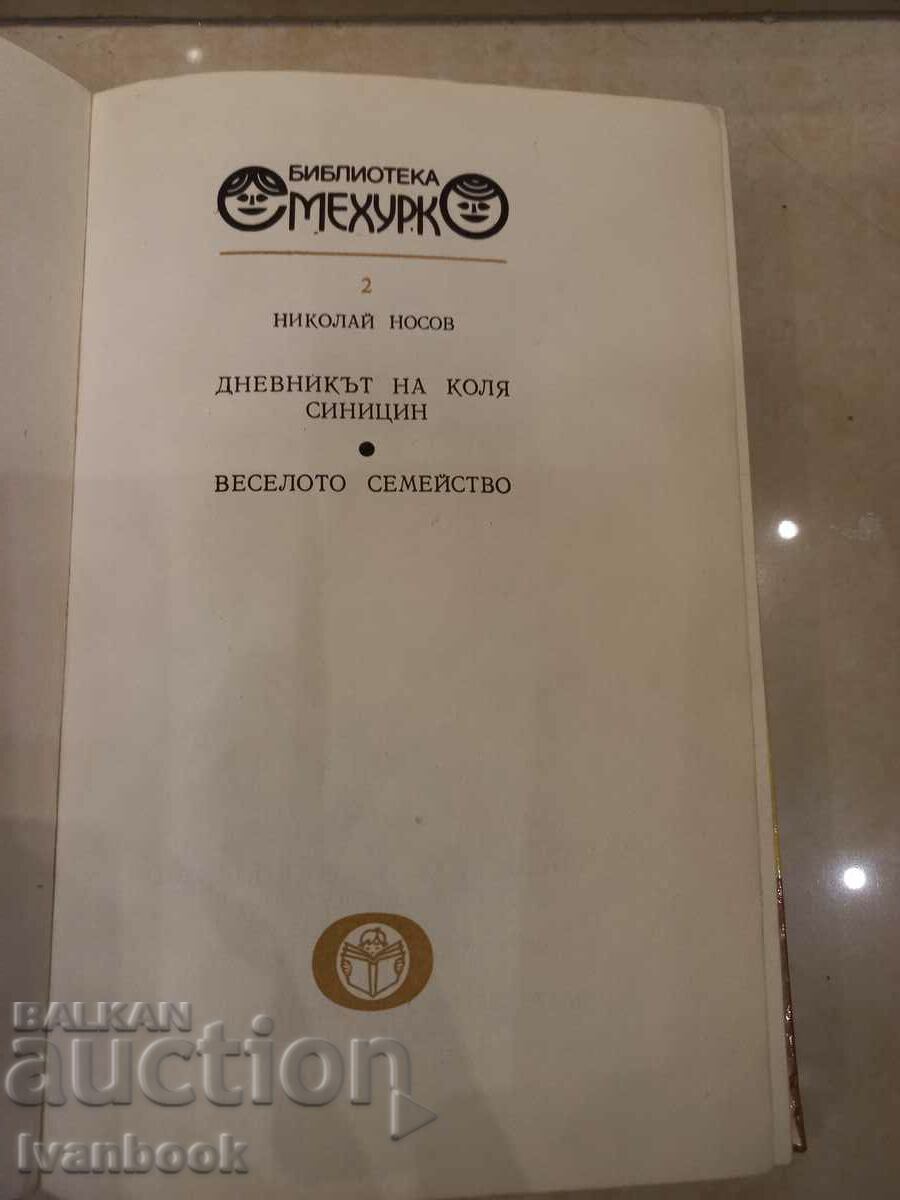 БИБЛИОТЕКА
СМЕХУРКО
2
НИКОЛАЙ НОСОВ
ДНЕВНИКЪТ НА КОЛЯ
СИНИЦИН
●
ВЕСЕЛОТО СЕМЕЙСТВО
BALKAN
auction
Ivanbook